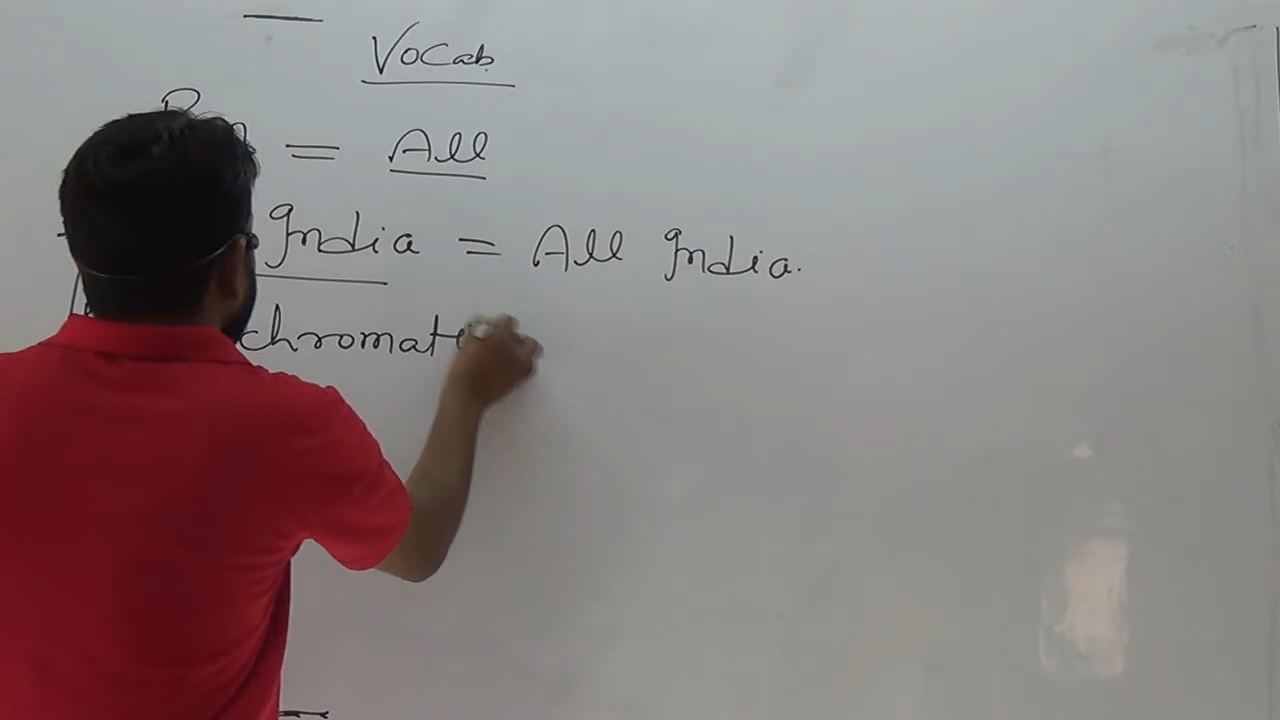 Vocab.
= All
India = All India.
chromat